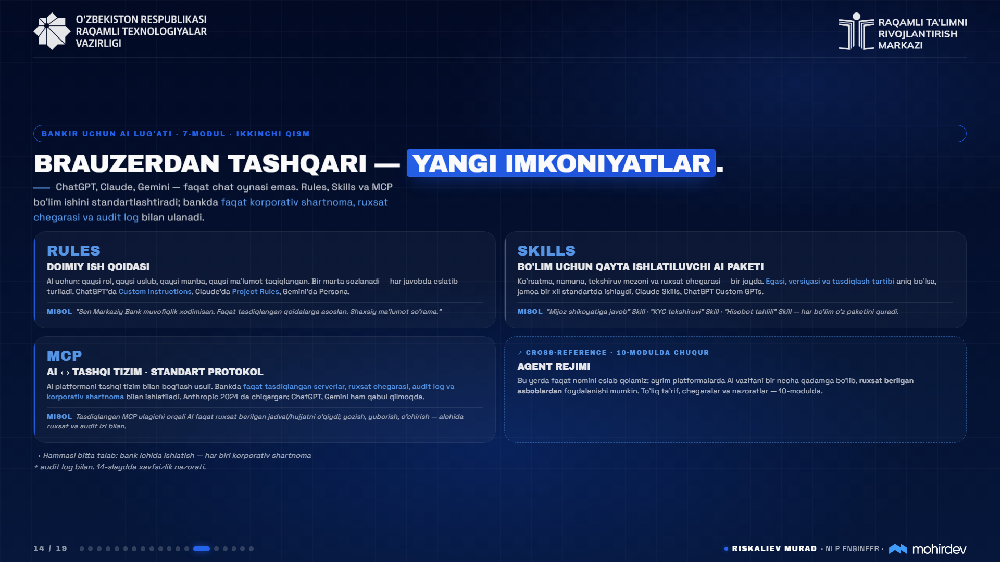 O'ZBEKISTON RESPUBLIKASI
RAQAMLI TEXNOLOGIYALAR
VAZIRLIGI
RAQAMLI TA'LIMNI
RIVOJLANTIRISH
MARKAZI
BANKIR UCHUN AI LUG'ATI · 7-MODUL · IKKINCHI QISM
BRAUZERDAN TASHQARI — YANGI IMKONIYATLAR.
— ChatGPT, Claude, Gemini — faqat chat oynasi emas. Rules, Skills va MCP
bo'lim ishini standartlashtiradi; bankda faqat korporativ shartnoma, ruxsat
chegarasi va audit log bilan ulanadi.
RULES
DOIMIY ISH QOIDASI
AI uchun: qaysi rol, qaysi uslub, qaysi manba, qaysi ma'lumot taqiqlangan. Bir marta sozlanadi — har javobda eslatib
turiladi. ChatGPT'da Custom Instructions, Claude'da Project Rules, Gemini'da Persona.
MISOL "Sen Markaziy Bank muvofiqlik xodimisan. Faqat tasdiqlangan qoidalarga asoslan. Shaxsiy ma'lumot so'rama."
SKILLS
BO'LIM UCHUN QAYTA ISHLATILUVCHI AI PAKETI
Ko'rsatma, namuna, tekshiruv mezoni va ruxsat chegarasi — bir joyda. Egasi, versiyasi va tasdiqlash tartibi aniq bo'lsa,
jamoa bir xil standartda ishlaydi. Claude Skills, ChatGPT Custom GPTs.
MISOL "Mijoz shikoyatiga javob" Skill · "KYC tekshiruvi" Skill · "Hisobot tahlili" Skill — har bo'lim o'z paketini quradi.
MCP
AI ↔ TASHQI TIZIM · STANDART PROTOKOL
AI platformani tashqi tizim bilan bog'lash usuli. Bankda faqat tasdiqlangan serverlar, ruxsat chegarasi, audit log va
korporativ shartnoma bilan ishlatiladi. Anthropic 2024 da chiqargan; ChatGPT, Gemini ham qabul qilmoqda.
MISOL Tasdiqlangan MCP ulagichi orqali AI faqat ruxsat berilgan jadval/hujjatni o'qiydi; yozish, yuborish, o'chirish — alohida
ruxsat va audit izi bilan.
↗ CROSS-REFERENCE · 10-MODULDA CHUQUR
AGENT REJIMI
Bu yerda faqat nomini eslab qolamiz: ayrim platformalarda AI vazifani bir necha qadamga bo'lib, ruxsat berilgan
asboblardan foydalanishi mumkin. To'liq ta'rif, chegaralar va nazoratlar — 10-modulda.
→ Hammasi bitta talab: bank ichida ishlatish — har biri korporativ shartnoma
+ audit log bilan. 14-slaydda xavfsizlik nazorati.
14 / 19
RISKALIEV MURAD · NLP ENGINEER · mohirdev